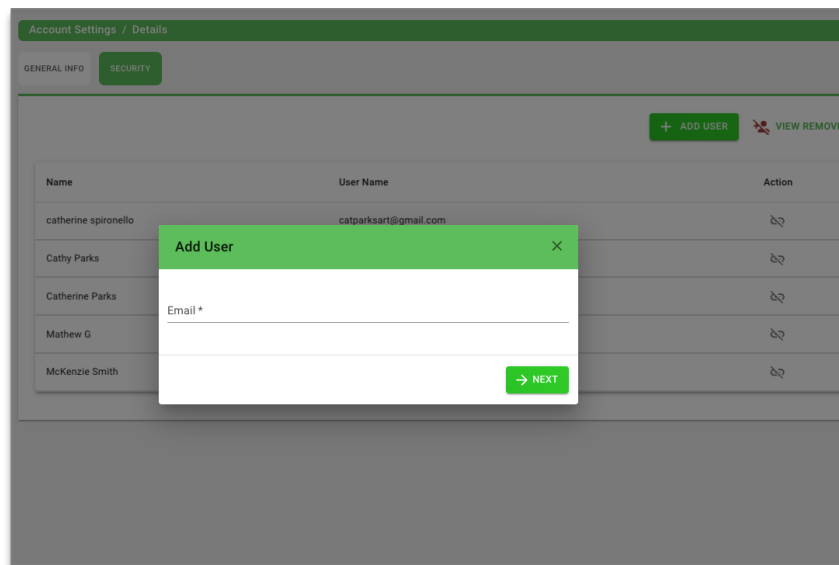 Account Settings / Details
GENERAL INFO SECURITY
ADD USER VIEW REMOV
Name User Name Action
catherine spironello catparksart@gmail.com
Add User
Cathy Parks
Catherine Parks
Email *
Mathew G
McKenzie Smith
NEXT